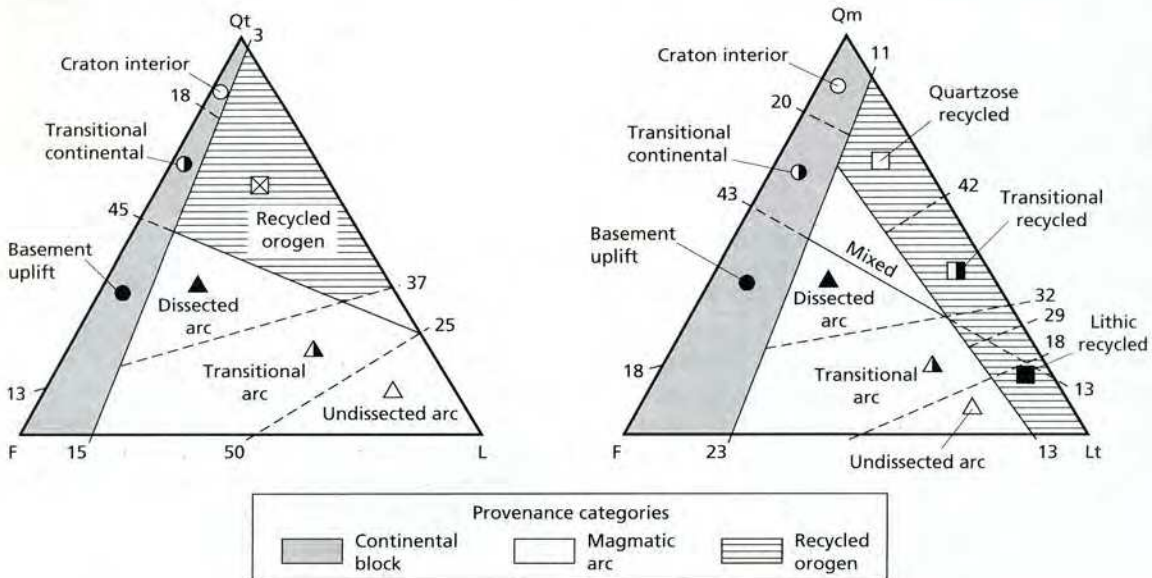 Qt
3
Craton interior
18
Transitional
continental
45
Basement
uplift
Recycled
orogen
Dissected
arc
37
25
Transitional
arc
Undissected arc
13
F
15
50
L
Qm
11
Craton interior
20
Quartzose
recycled
Transitional
continental
43
42
Transitional
recycled
Basement
uplift
Mixed
Dissected
arc
32
29
18
Lithic
recycled
18
Transitional
arc
13
Undissected arc
F
23
13
Lt
Provenance categories
Continental
block
Magmatic
arc
Recycled
orogen